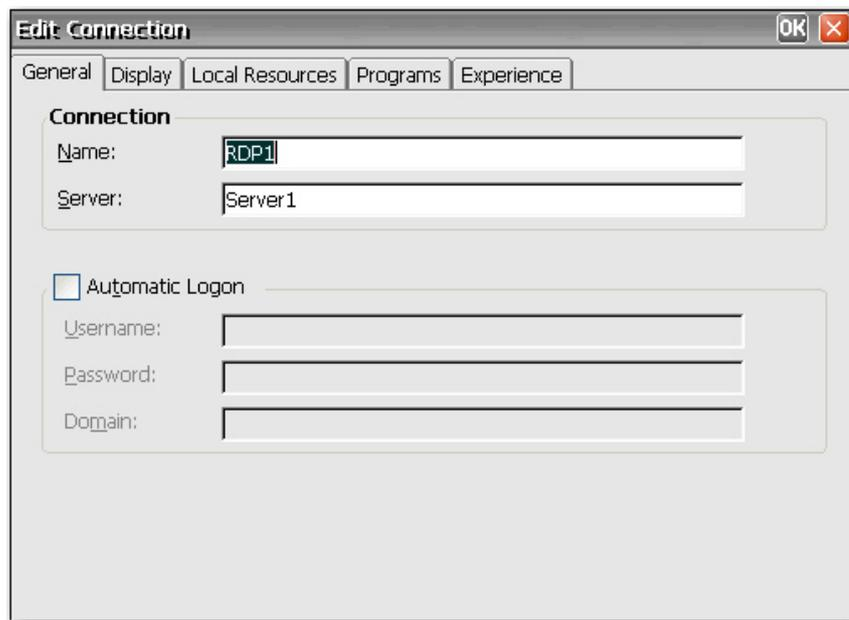 Edit Connection OK
General Display Local Resources Programs Experience
Connection
Name: RDP1
Server: Server1
Automatic Logon
Username:
Password:
Domain: